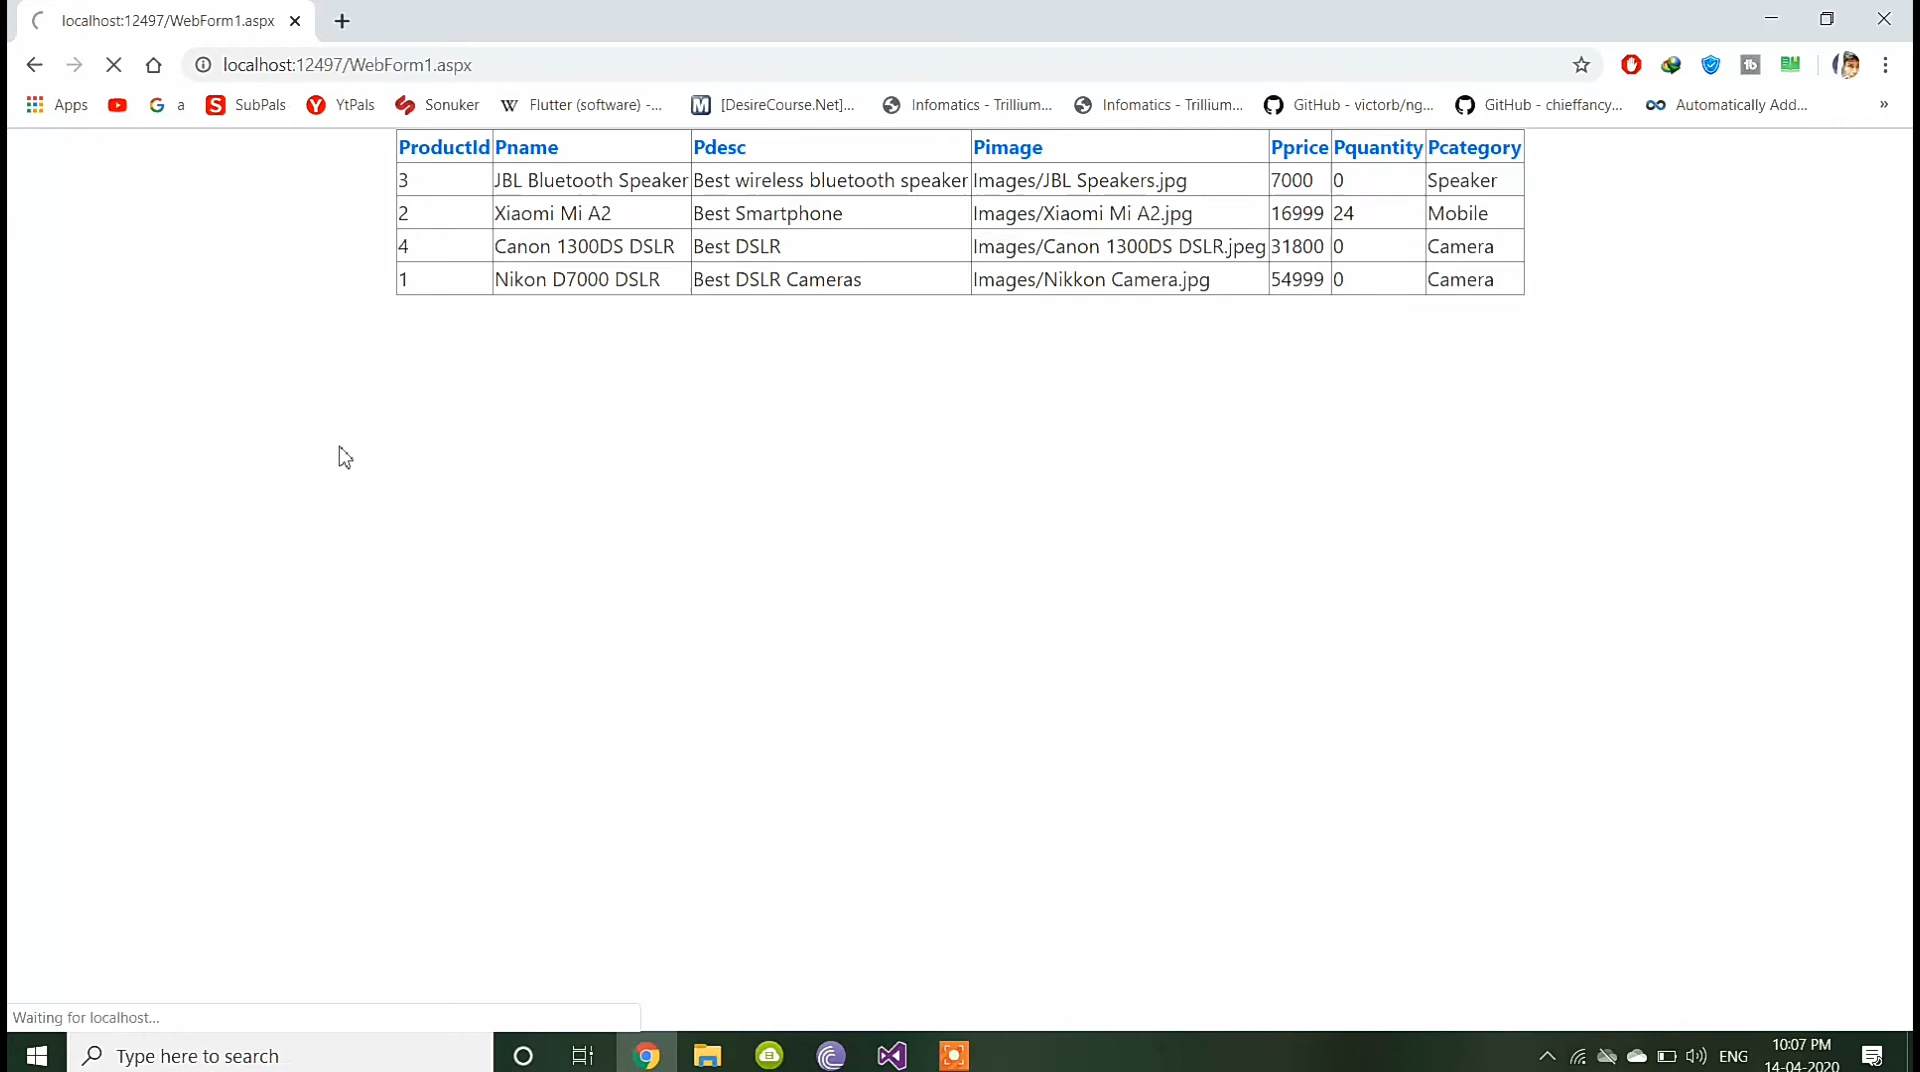 localhost:12497/WebForm1.aspx
localhost:12497/WebForm1.aspx
Apps a SubPals YtPals Sonuker Flutter (software) -... [DesireCourse.Net]... Infomatics - Trillium... Infomatics - Trillium... GitHub - victorb/ng... GitHub - chieffancy... Automatically Add... »
ProductId Pname Pdesc Pimage Pprice Pquantity Pcategory
3 JBL Bluetooth Speaker Best wireless bluetooth speaker Images/JBL Speakers.jpg 7000 0 Speaker
2 Xiaomi Mi A2 Best Smartphone Images/Xiaomi Mi A2.jpg 16999 24 Mobile
4 Canon 1300DS DSLR Best DSLR Images/Canon 1300DS DSLR.jpeg 31800 0 Camera
1 Nikon D7000 DSLR Best DSLR Cameras Images/Nikkon Camera.jpg 54999 0 Camera
Waiting for localhost...
Type here to search
ENG
10:07 PM
14-04-2020